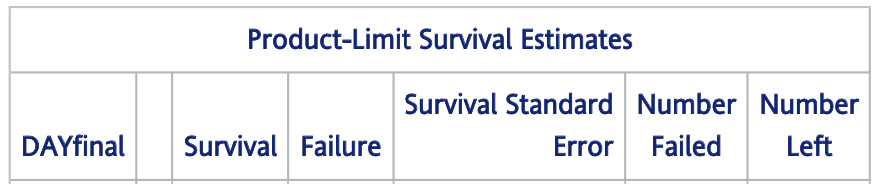 Product-Limit Survival Estimates
Survival Standard Number Number
DAYfinal Survival Failure Error Failed Left